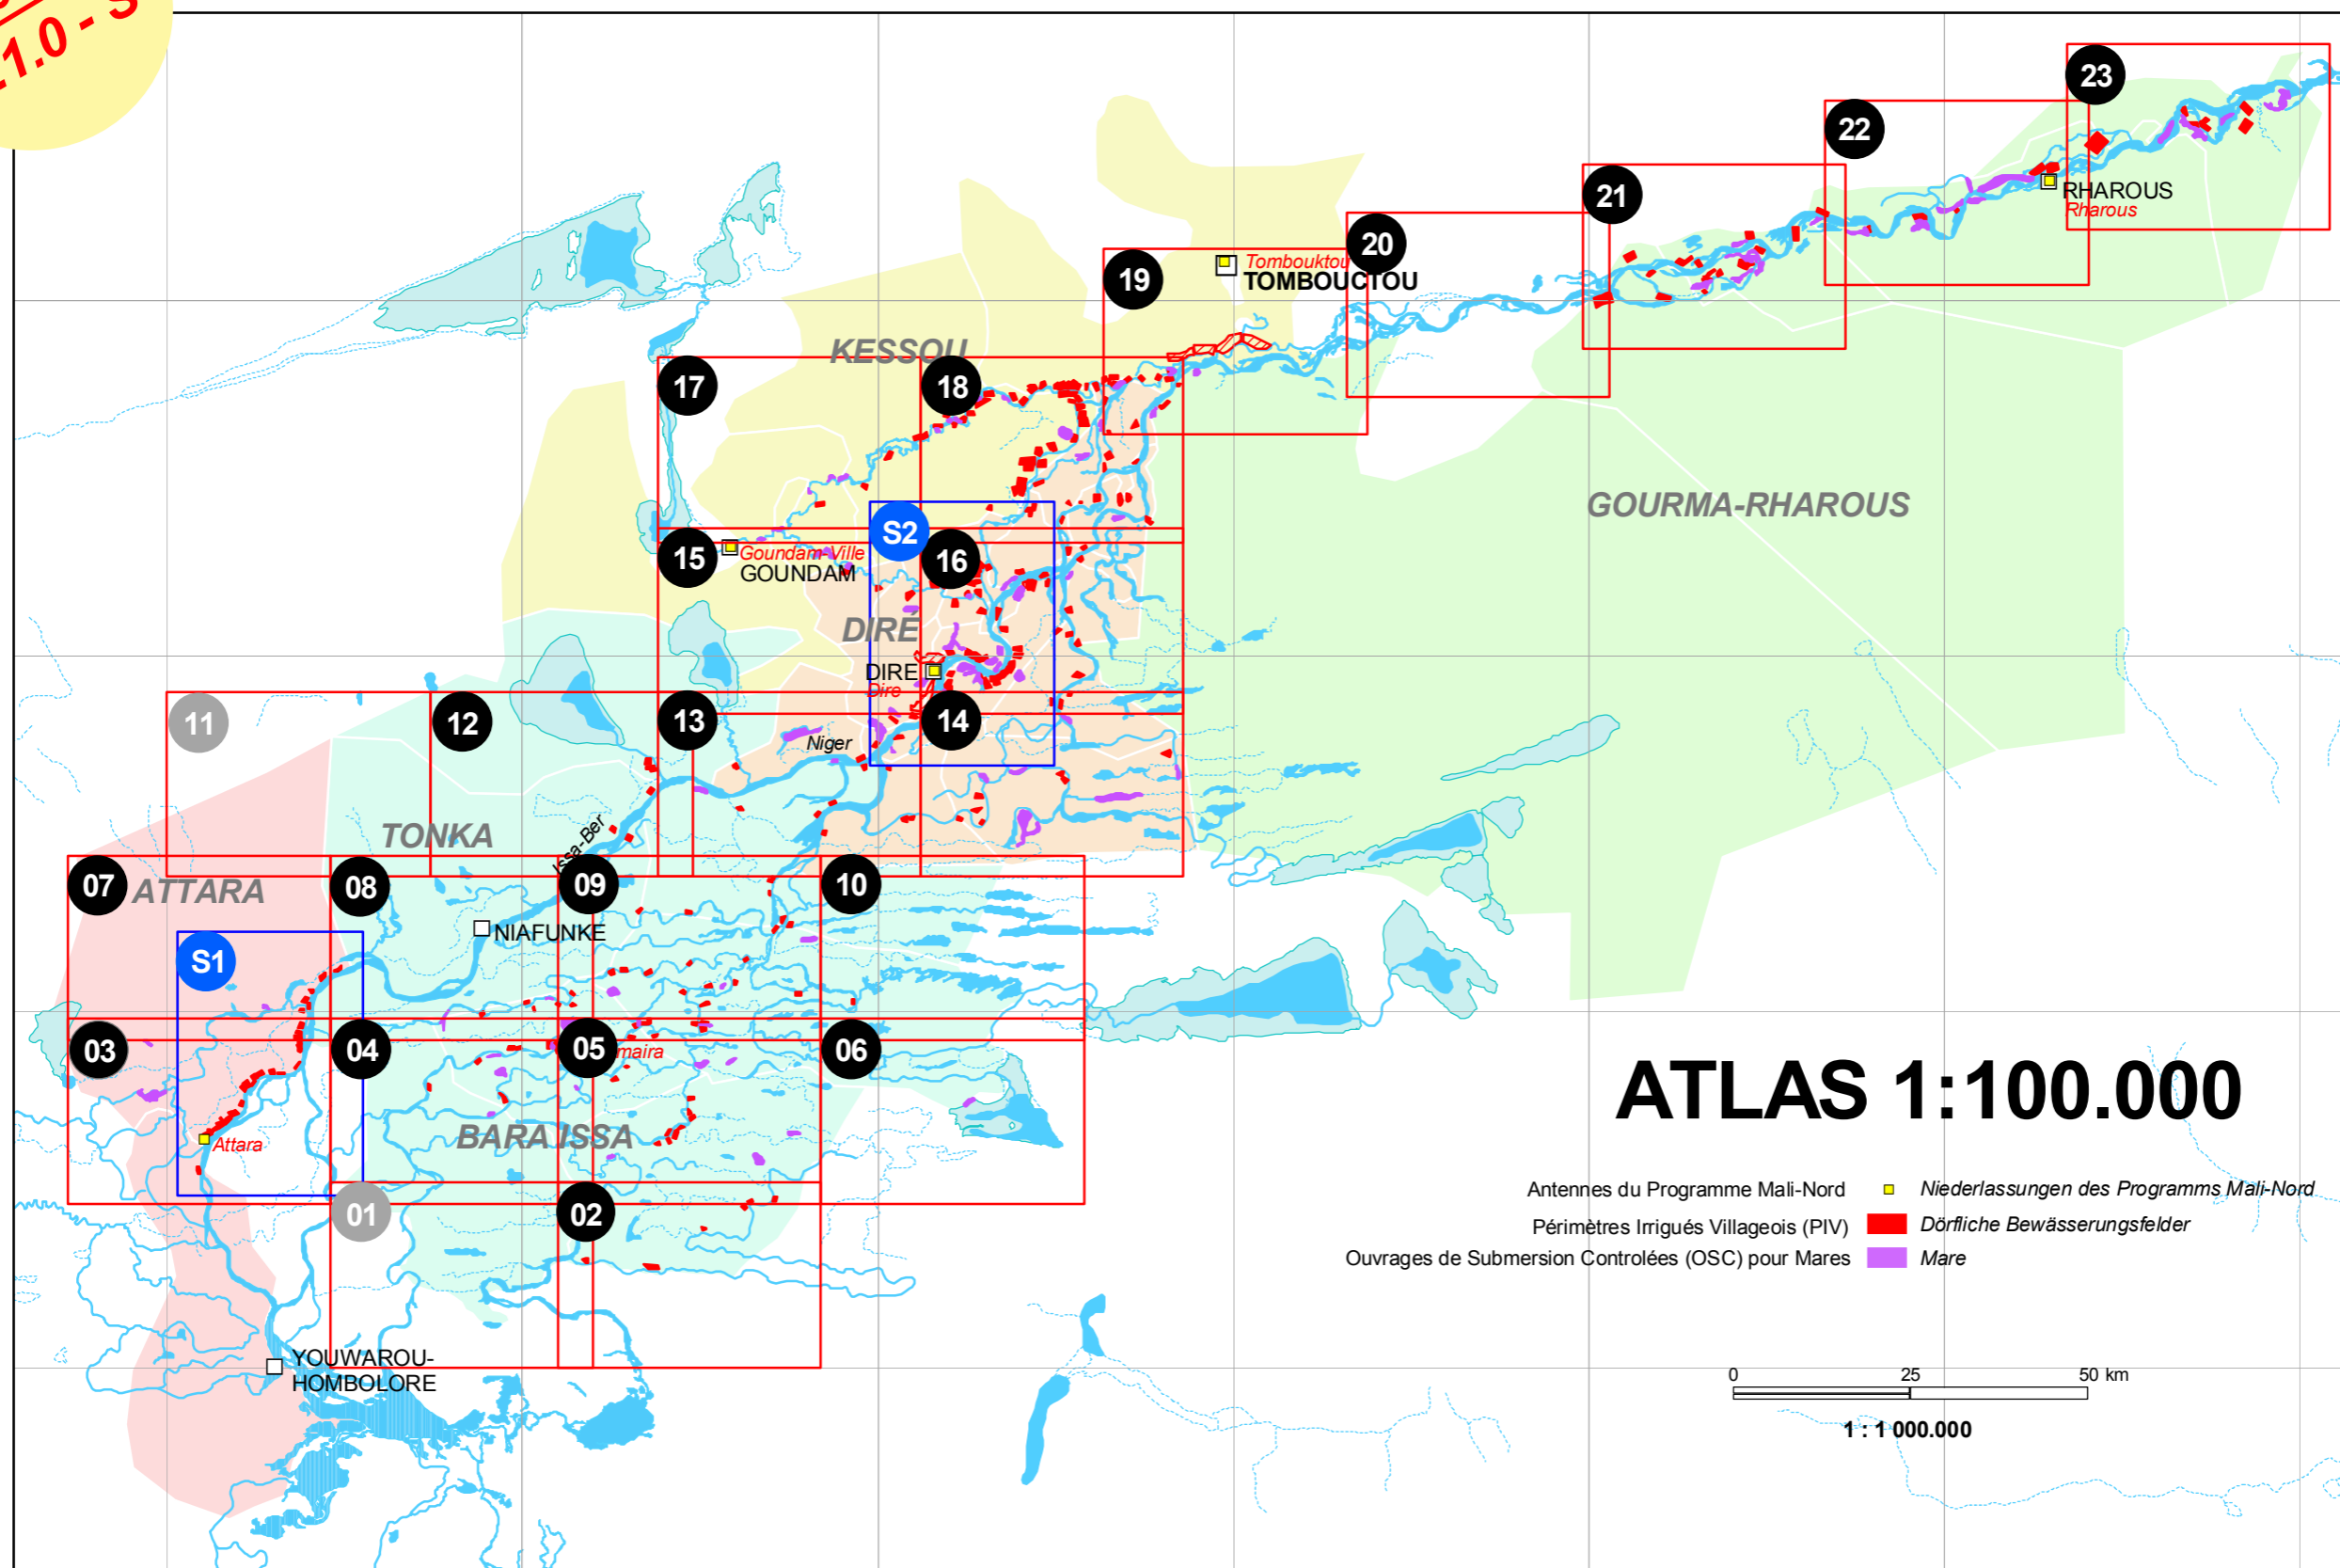 .1.0 - S
23
22
21
RHAROUS
Rharous
20
19
Tombouktou
TOMBOUCTOU
KESSOU
17
18
GOURMA-RHAROUS
S2
15
Goundam-Ville
GOUNDAM
16
DIRÉ
DIRE
Dire
11
12
13
14
Niger
TONKA
Issa-Ber
07
ATTARA
08
09
10
NIAFUNKE
S1
03
04
05
maira
06
ATLAS 1:100.000
BARA ISSA
Attara
Antennes du Programme Mali-Nord
Niederlassungen des Programms Mali-Nord
01
02
Périmètres Irrigués Villageois (PIV)
Dörfliche Bewässerungsfelder
Ouvrages de Submersion Controlées (OSC) pour Mares
Mare
YOUWAROU-
HOMBOLORE
0 25 50 km
1 : 1 000.000